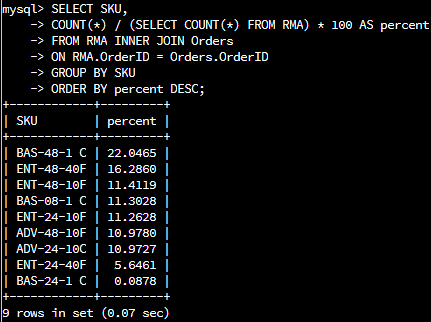 mysql> SELECT SKU,
    -> COUNT(*) / (SELECT COUNT(*) FROM RMA) * 100 AS percent
    -> FROM RMA INNER JOIN Orders
    -> ON RMA.OrderID = Orders.OrderID
    -> GROUP BY SKU
    -> ORDER BY percent DESC;
+------------+---------+
| SKU        | percent |
+------------+---------+
| BAS-48-1 C | 22.0465 |
| ENT-48-40F | 16.2860 |
| ENT-48-10F | 11.4119 |
| BAS-08-1 C | 11.3028 |
| ENT-24-10F | 11.2628 |
| ADV-48-10F | 10.9780 |
| ADV-24-10C | 10.9727 |
| ENT-24-40F |  5.6461 |
| BAS-24-1 C |  0.0878 |
+------------+---------+
9 rows in set (0.07 sec)